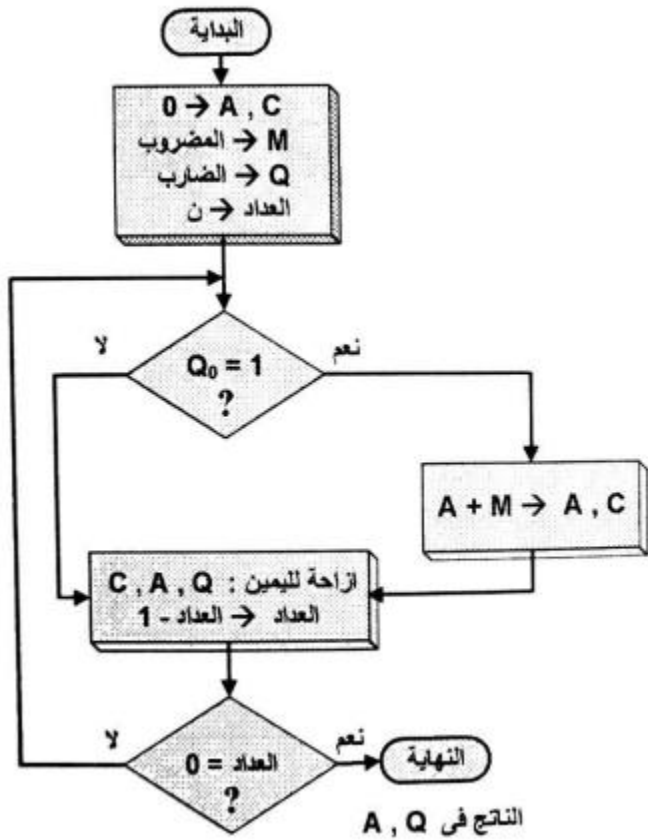 البداية
0 → A , C
المضروب → M
الضارب → Q
العداد → ن
Q₀ = 1
?
لا
نعم
A + M → A , C
ازاحة لليمين : C , A , Q
العداد → العداد - 1
العداد = 0
?
لا
نعم
النهاية
الناتج فى A , Q